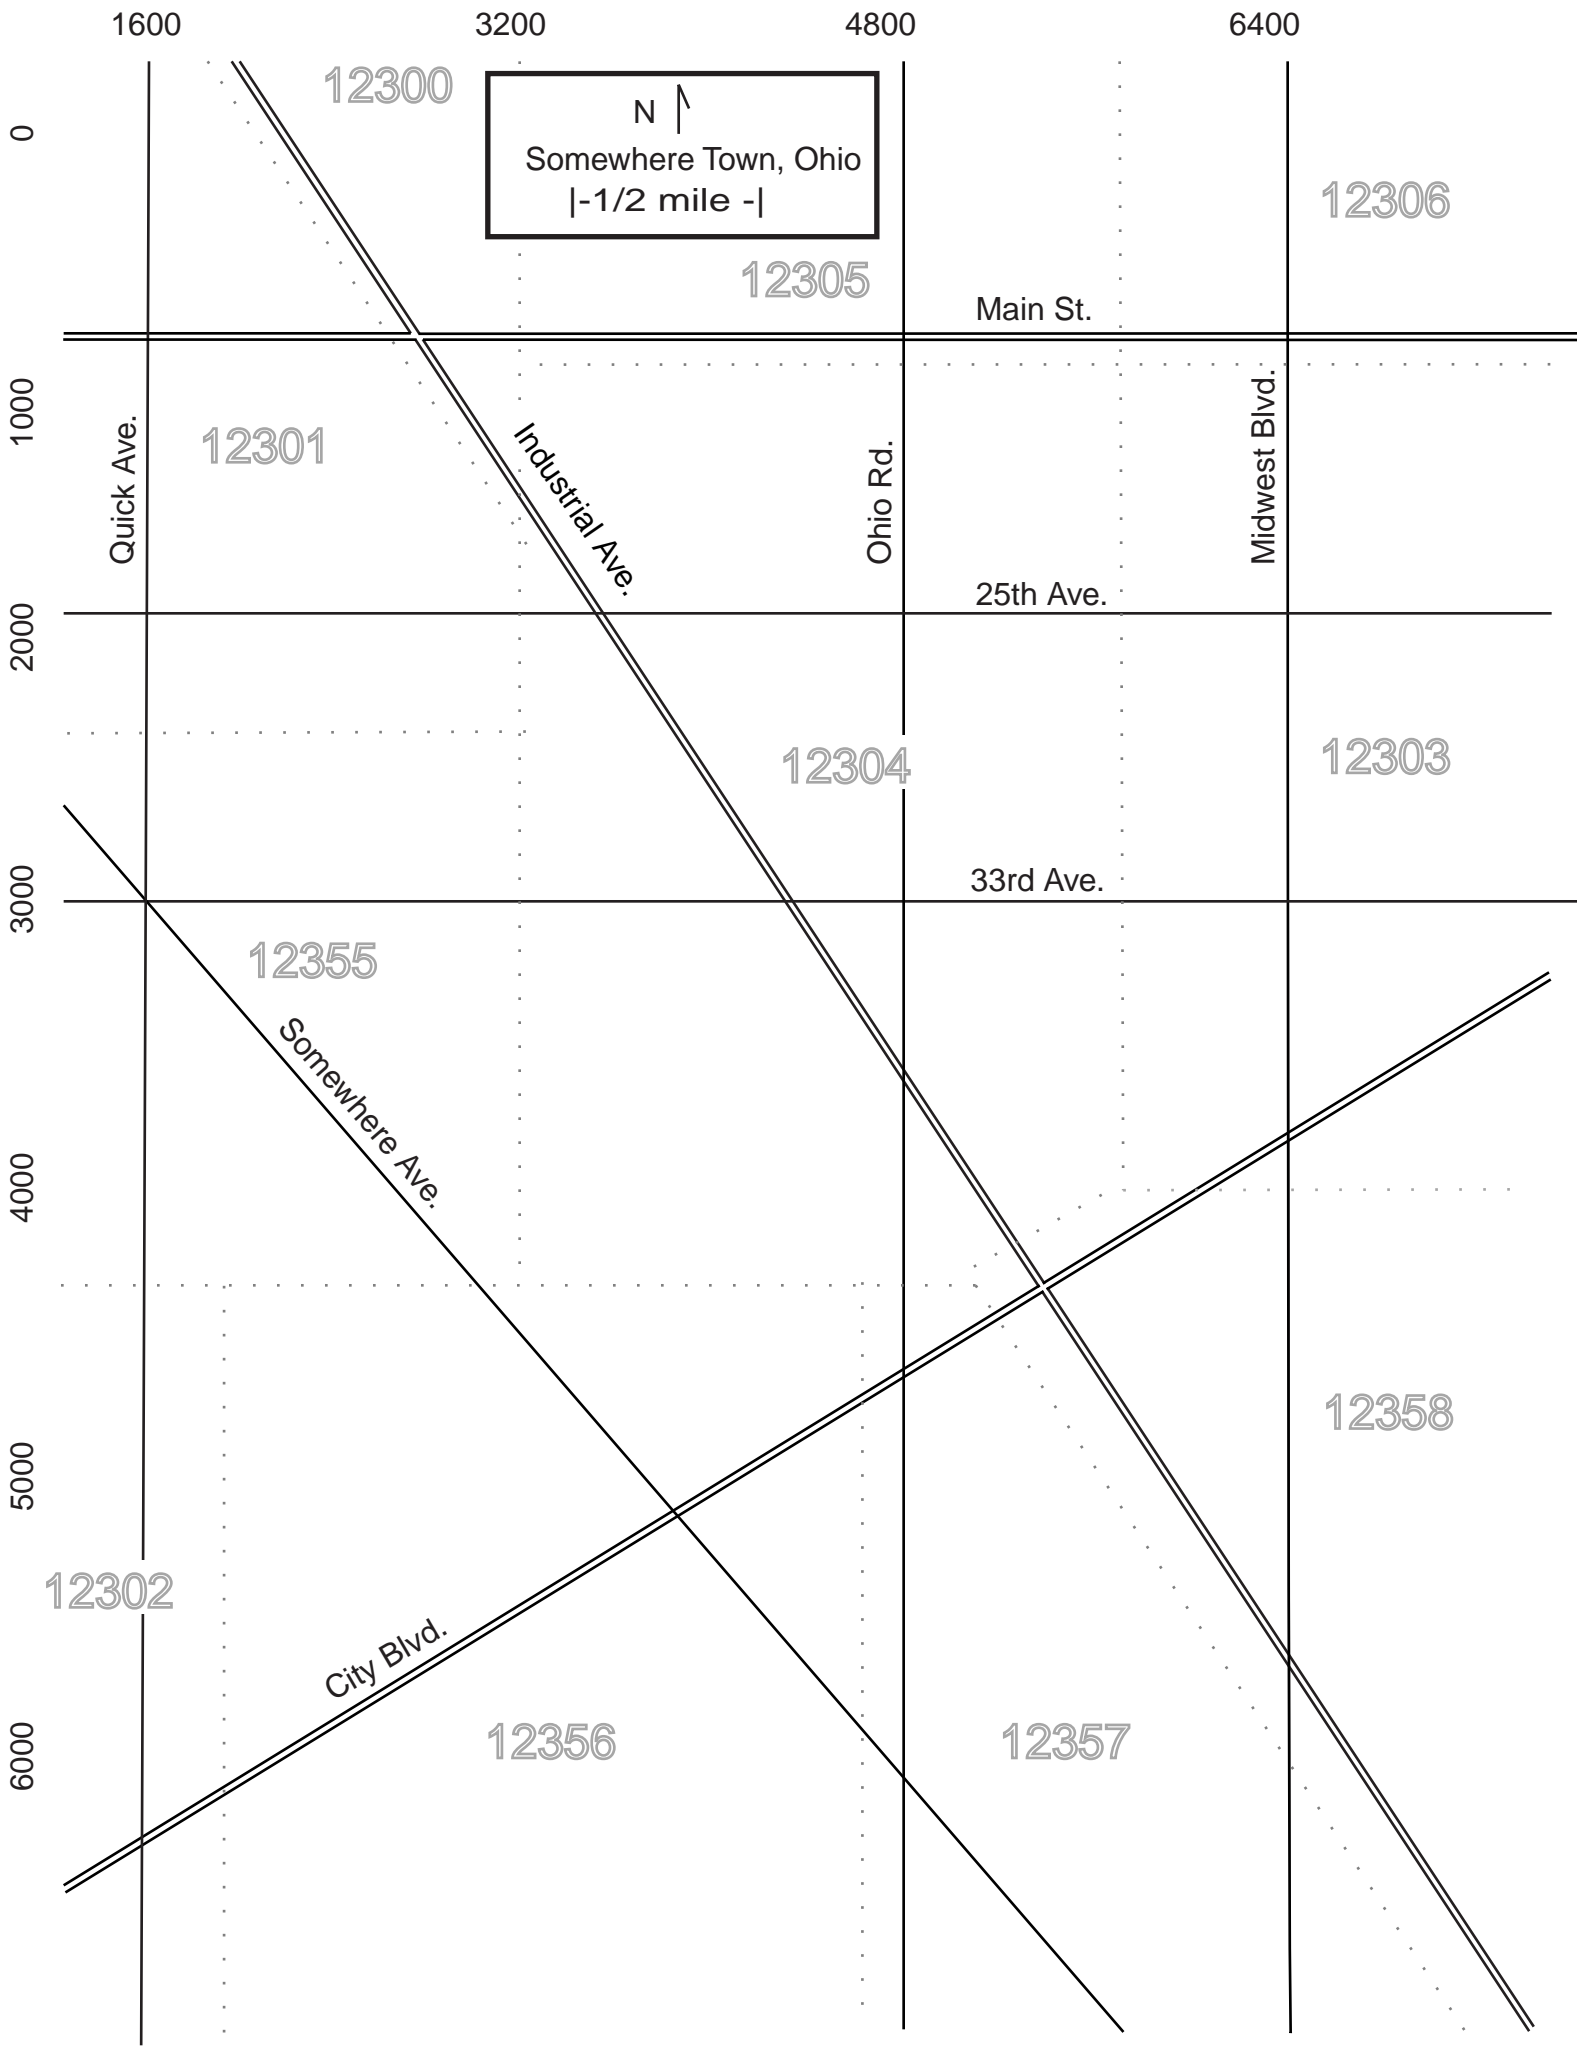 1600 3200 4800 6400
12300
N
0
Somewhere Town, Ohio
|-1/2 mile -|
12306
12305
Main St.
1000
Quick Ave.
12301
Industrial Ave.
Ohio Rd.
Midwest Blvd.
25th Ave.
2000
12304
12303
33rd Ave.
3000
12355
Somewhere Ave.
4000
12358
5000
12302
City Blvd.
12356
12357
6000